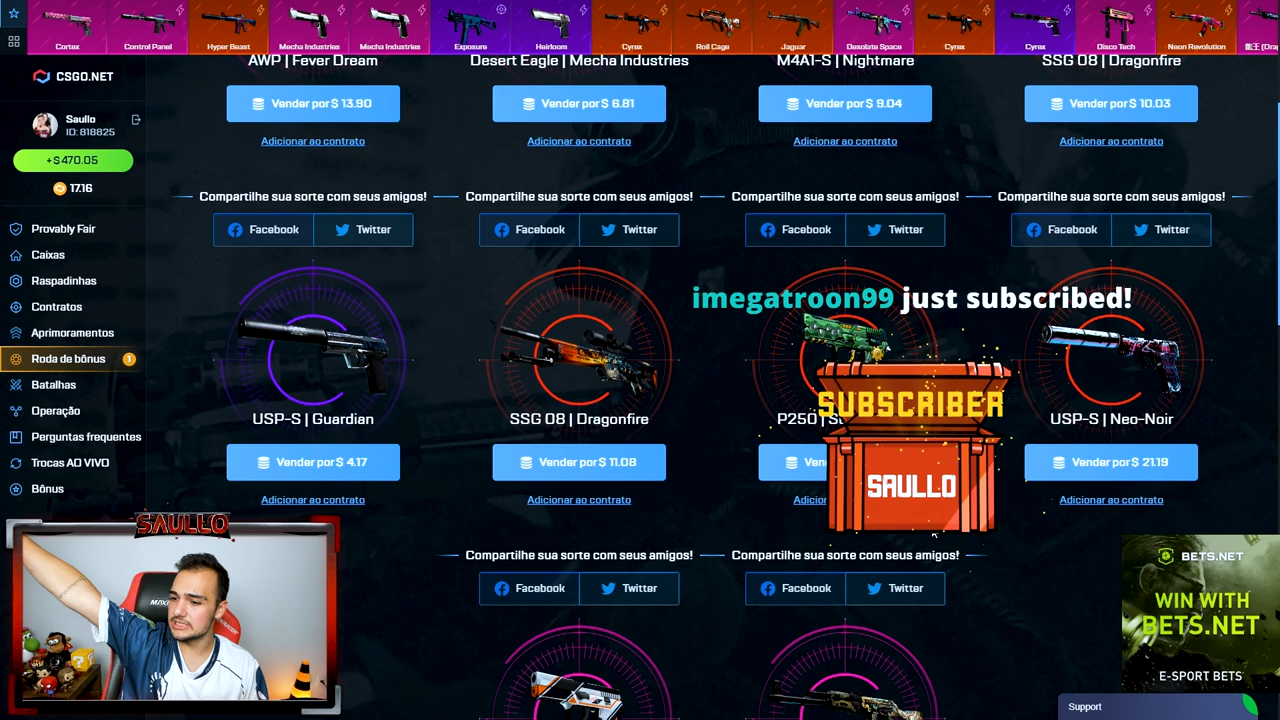 Cortex
Control Panel
Hyper Beast
Mecha Industries
Mecha Industries
Exposure
Heirloom
Cyrex
Roll Cage
Jaguar
Desolate Space
Cyrex
Cyrex
Disco Tech
Neon Revolution
CSGO.NET
Saullo
ID: 818825
+$470.05
17.16
Provably Fair
Caixas
Raspadinhas
Contratos
Aprimoramentos
Roda de bônus 1
Batalhas
Operação
Perguntas frequentes
Trocas AO VIVO
Bônus
AWP | Fever Dream
Desert Eagle | Mecha Industries
M4A1-S | Nightmare
SSG 08 | Dragonfire
Vender por $ 13.90
Vender por $ 6.81
Vender por $ 9.04
Vender por $ 10.03
Adicionar ao contrato
Adicionar ao contrato
Adicionar ao contrato
Adicionar ao contrato
Compartilhe sua sorte com seus amigos!
Compartilhe sua sorte com seus amigos!
Compartilhe sua sorte com seus amigos!
Compartilhe sua sorte com seus amigos!
Facebook Twitter
Facebook Twitter
Facebook Twitter
Facebook Twitter
imegatroon99 just subscribed!
SUBSCRIBER
SAULLO
USP-S | Guardian
SSG 08 | Dragonfire
P250 |
USP-S | Neo-Noir
Vender por $ 4.17
Vender por $ 11.08
Vender por $ 21.19
Adicionar ao contrato
Adicionar ao contrato
Adicionar ao contrato
Compartilhe sua sorte com seus amigos!
Compartilhe sua sorte com seus amigos!
Facebook Twitter
Facebook Twitter
SAULLO
BETS.NET
WIN WITH
BETS.NET
E-SPORT BETS
Support